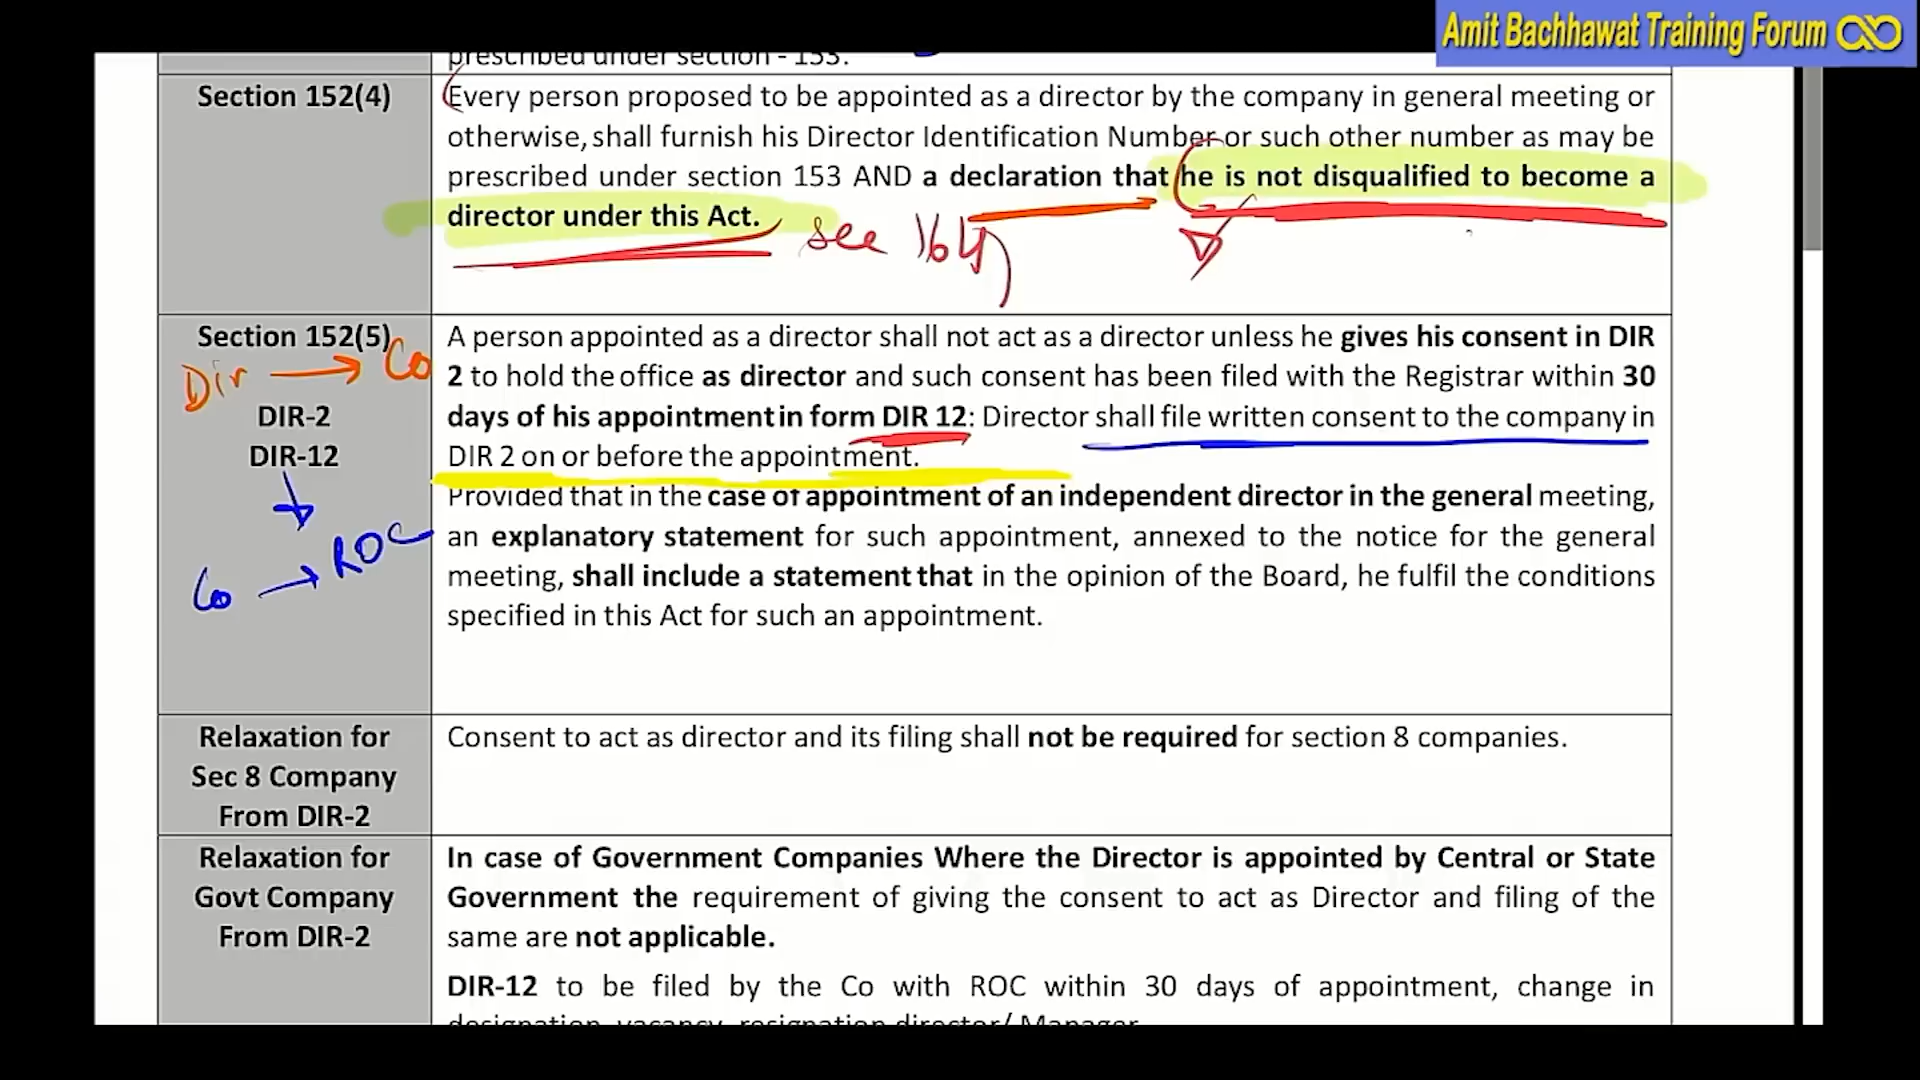 Amit Bachhawat Training Forum
prescribed under section - 153.
Section 152(4)
Every person proposed to be appointed as a director by the company in general meeting or
otherwise, shall furnish his Director Identification Number or such other number as may be
prescribed under section 153 AND a declaration that he is not disqualified to become a
director under this Act.
see 164
Section 152(5)
Dir → Co
DIR-2
DIR-12
Co → ROC
A person appointed as a director shall not act as a director unless he gives his consent in DIR
2 to hold the office as director and such consent has been filed with the Registrar within 30
days of his appointment in form DIR 12: Director shall file written consent to the company in
DIR 2 on or before the appointment.
Provided that in the case of appointment of an independent director in the general meeting,
an explanatory statement for such appointment, annexed to the notice for the general
meeting, shall include a statement that in the opinion of the Board, he fulfil the conditions
specified in this Act for such an appointment.
Relaxation for
Sec 8 Company
From DIR-2
Consent to act as director and its filing shall not be required for section 8 companies.
Relaxation for
Govt Company
From DIR-2
In case of Government Companies Where the Director is appointed by Central or State
Government the requirement of giving the consent to act as Director and filing of the
same are not applicable.
DIR-12 to be filed by the Co with ROC within 30 days of appointment, change in
designation, vacancy, resignation director/ Manager